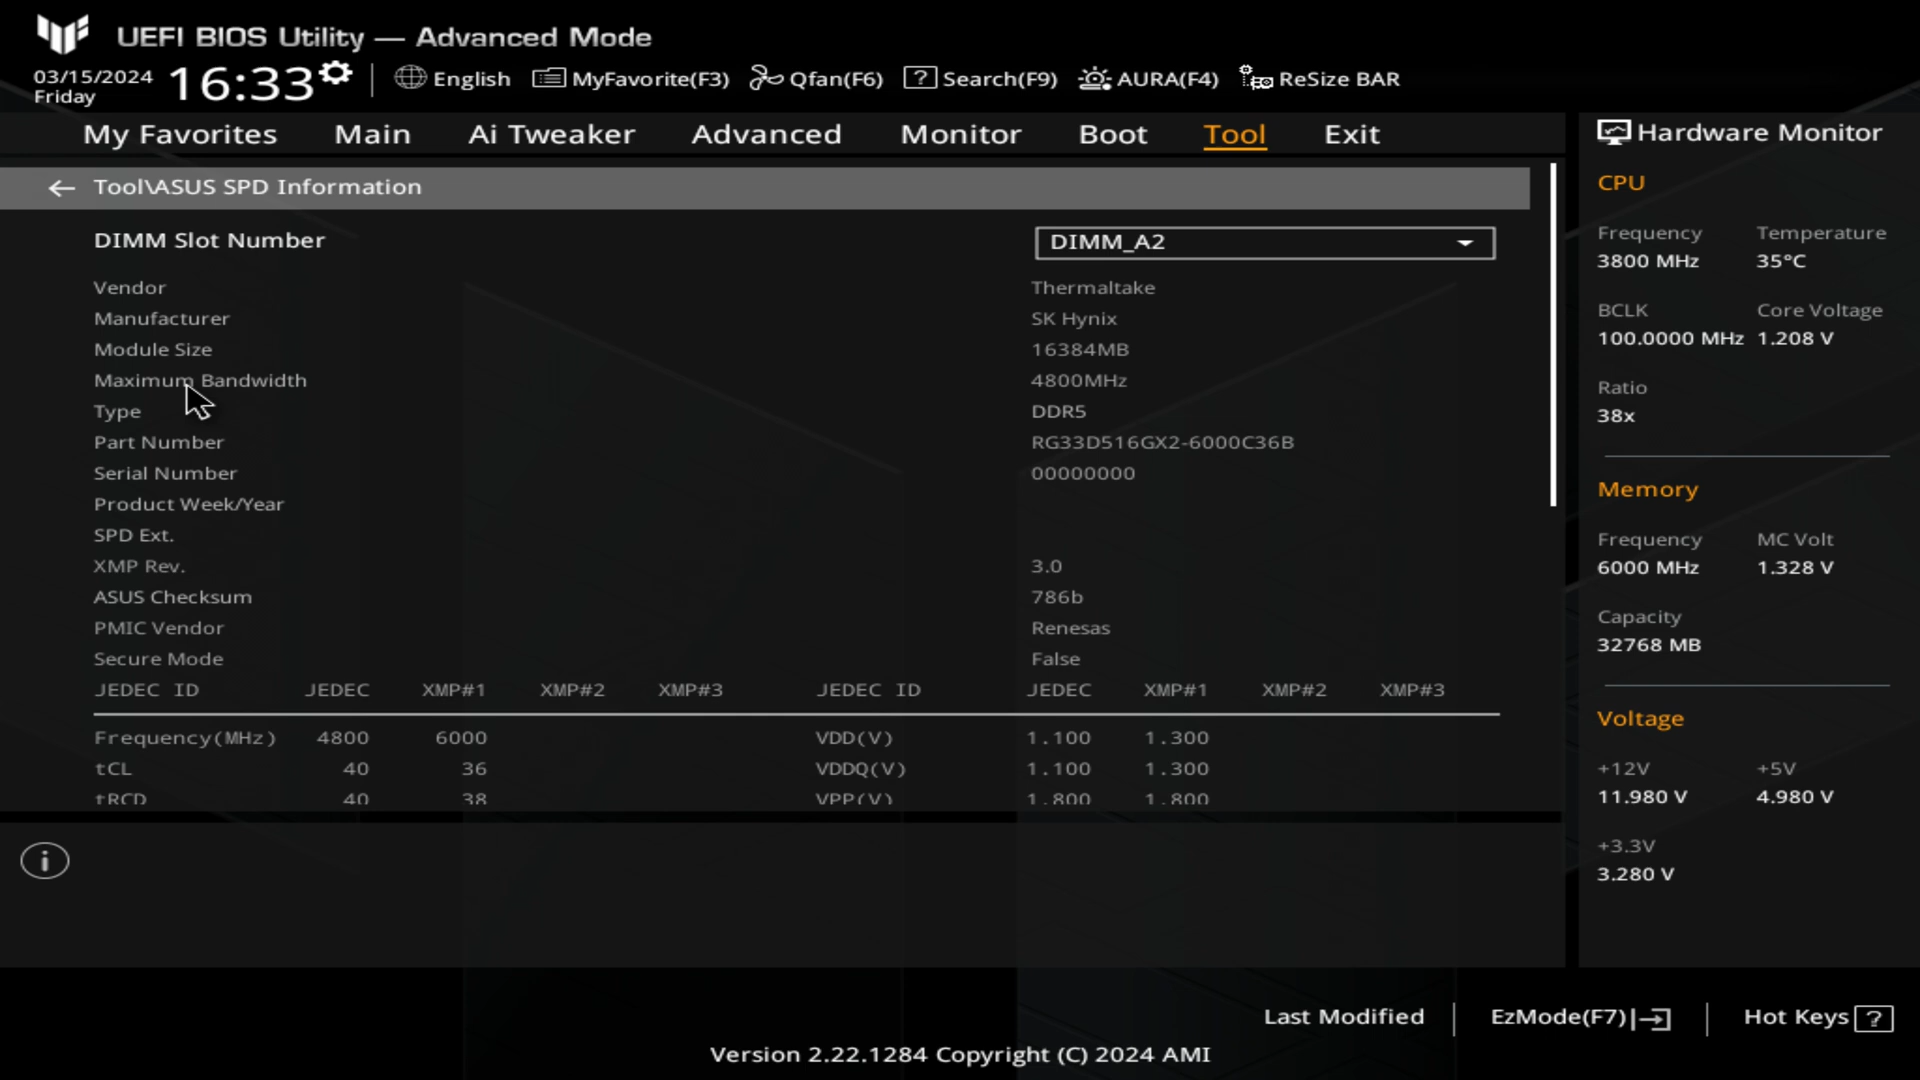 UEFI BIOS Utility — Advanced Mode
03/15/2024
Friday
16:33
English
MyFavorite(F3)
Qfan(F6)
? Search(F9)
AURA(F4)
ReSize BAR
My Favorites Main Ai Tweaker Advanced Monitor Boot Tool Exit
← Tool\ASUS SPD Information
DIMM Slot Number DIMM_A2
Vendor Thermaltake
Manufacturer SK Hynix
Module Size 16384MB
Maximum Bandwidth 4800MHz
Type DDR5
Part Number RG33D516GX2-6000C36B
Serial Number 00000000
Product Week/Year
SPD Ext.
XMP Rev. 3.0
ASUS Checksum 786b
PMIC Vendor Renesas
Secure Mode False
JEDEC ID JEDEC XMP#1 XMP#2 XMP#3 JEDEC ID JEDEC XMP#1 XMP#2 XMP#3
Frequency(MHz) 4800 6000 VDD(V) 1.100 1.300
tCL 40 36 VDDQ(V) 1.100 1.300
tRCD 40 38 VPP(V) 1.800 1.800
i
Hardware Monitor
CPU
Frequency Temperature
3800 MHz 35°C
BCLK Core Voltage
100.0000 MHz 1.208 V
Ratio
38x
Memory
Frequency MC Volt
6000 MHz 1.328 V
Capacity
32768 MB
Voltage
+12V +5V
11.980 V 4.980 V
+3.3V
3.280 V
Last Modified
EzMode(F7)
Hot Keys ?
Version 2.22.1284 Copyright (C) 2024 AMI